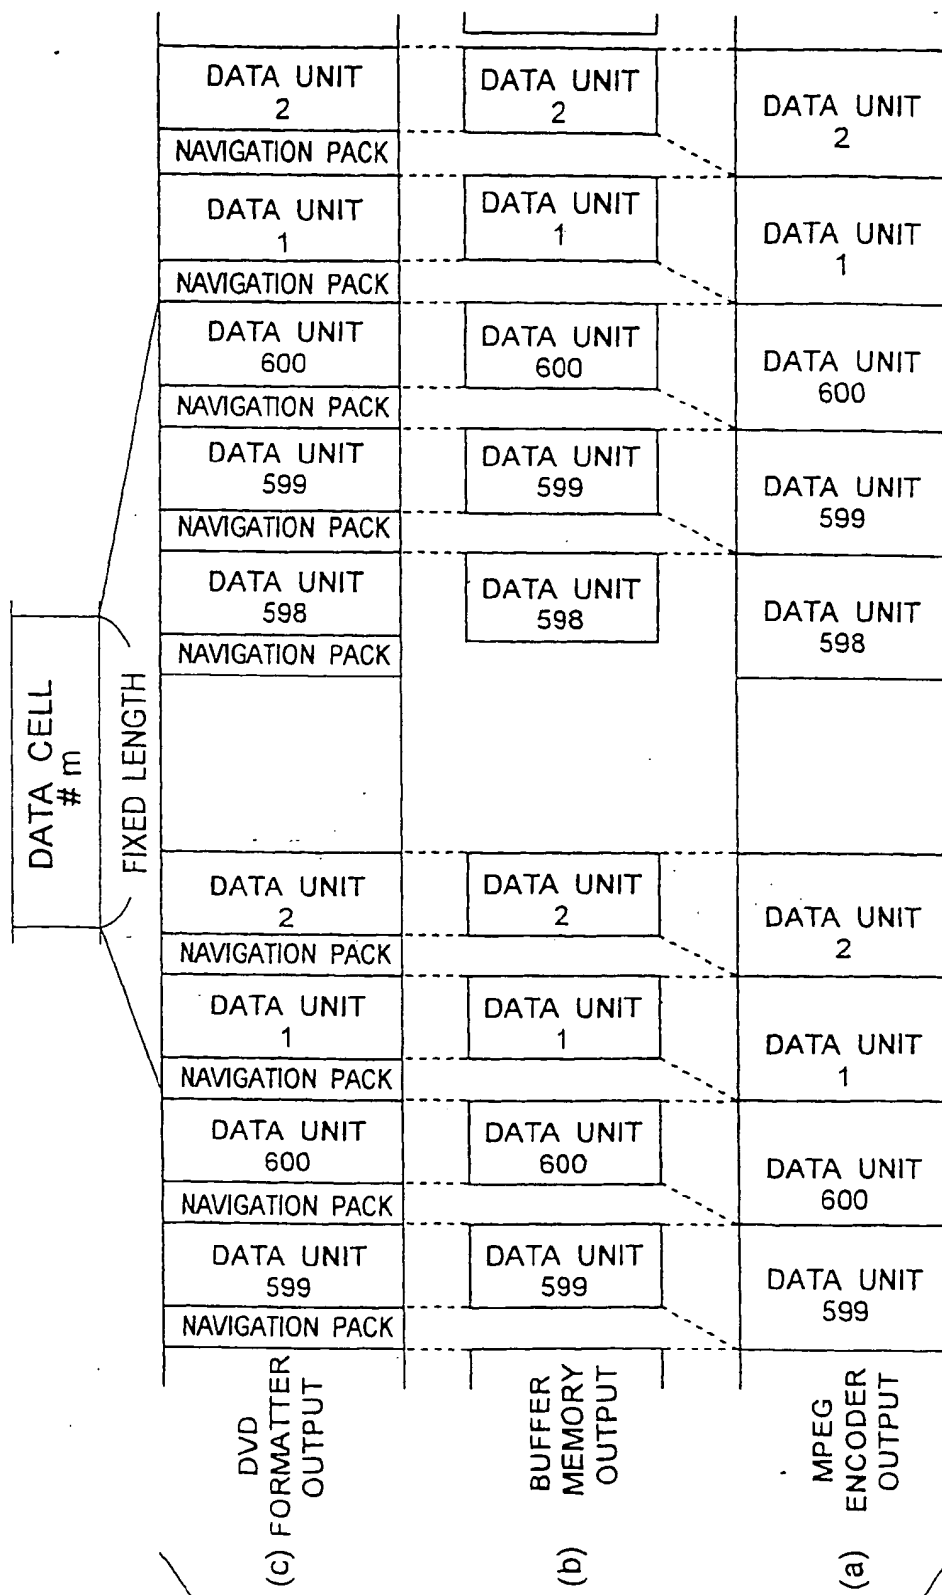 DATA CELL
# m
FIXED LENGTH
DATA UNIT
2
NAVIGATION PACK
DATA UNIT
1
NAVIGATION PACK
DATA UNIT
600
NAVIGATION PACK
DATA UNIT
599
NAVIGATION PACK
DATA UNIT
598
NAVIGATION PACK
DATA UNIT
2
NAVIGATION PACK
DATA UNIT
1
NAVIGATION PACK
DATA UNIT
600
NAVIGATION PACK
DATA UNIT
599
NAVIGATION PACK
DVD
(c) FORMATTER
OUTPUT
DATA UNIT
2
DATA UNIT
1
DATA UNIT
600
DATA UNIT
599
DATA UNIT
598
DATA UNIT
2
DATA UNIT
1
DATA UNIT
600
DATA UNIT
599
BUFFER
(b) MEMORY
OUTPUT
DATA UNIT
2
DATA UNIT
1
DATA UNIT
600
DATA UNIT
599
DATA UNIT
598
DATA UNIT
2
DATA UNIT
1
DATA UNIT
600
DATA UNIT
599
MPEG
(a) ENCODER
OUTPUT